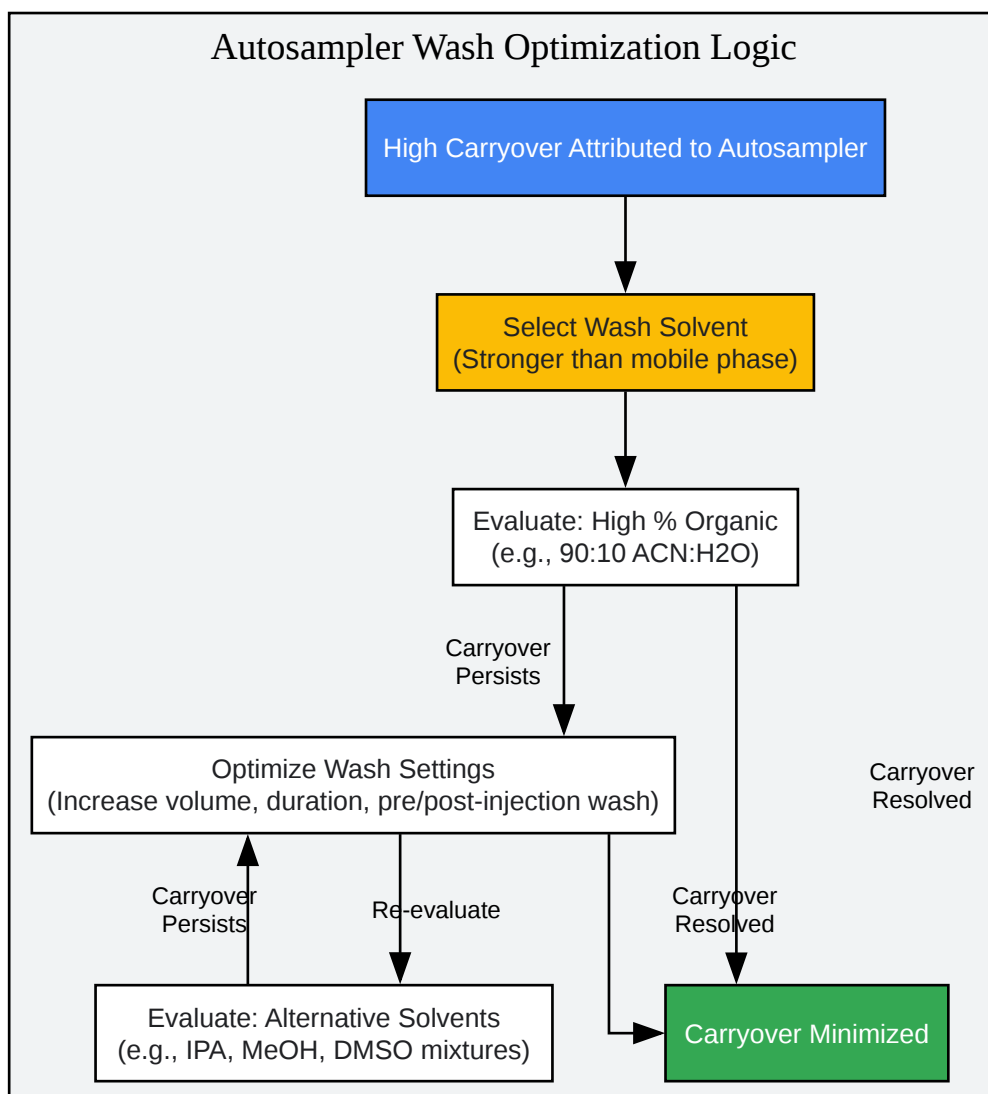 Autosampler Wash Optimization Logic
High Carryover Attributed to Autosampler
Select Wash Solvent
(Stronger than mobile phase)
Evaluate: High % Organic
(e.g., 90:10 ACN:H2O)
Carryover
Persists
Optimize Wash Settings
(Increase volume, duration, pre/post-injection wash)
Carryover
Resolved
Carryover
Persists
Re-evaluate
Carryover
Resolved
Evaluate: Alternative Solvents
(e.g., IPA, MeOH, DMSO mixtures)
Carryover Minimized